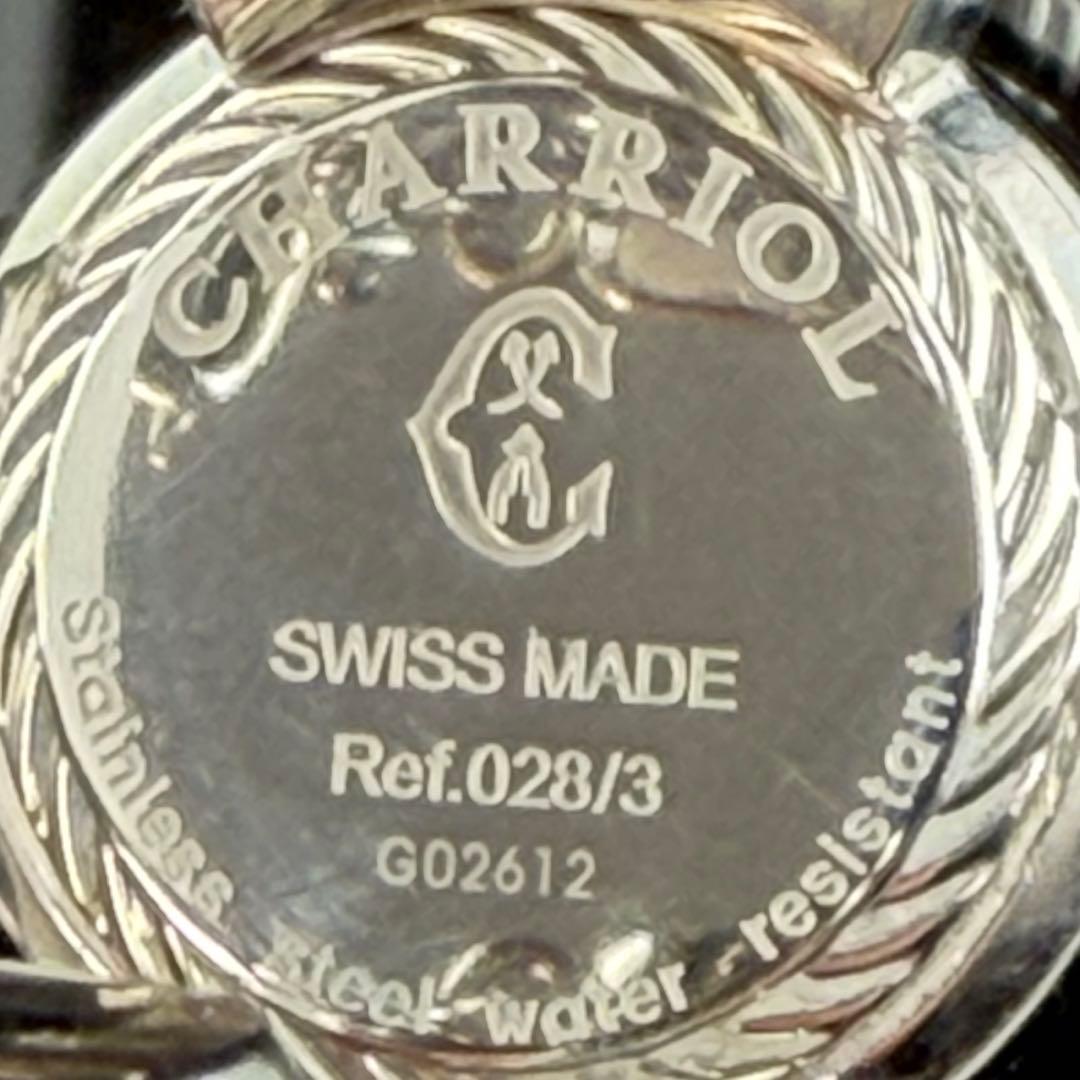 CHARRIOL
SWISS MADE
Ref.028/3
G02612
Stainless steel - water - resistant